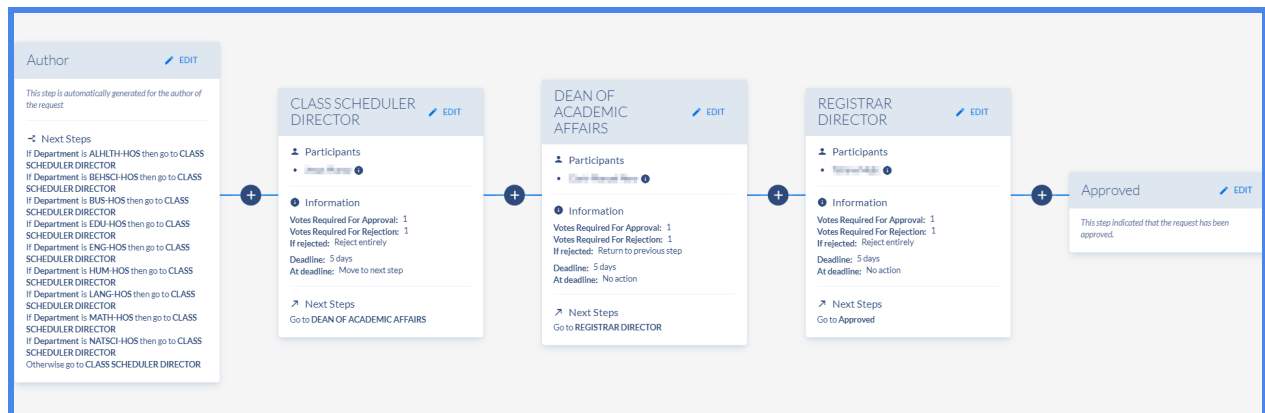 Author
EDIT
This step is automatically generated for the author of
the request
Next Steps
If Department is ALHLTH-HOS then go to CLASS
SCHEDULER DIRECTOR
If Department is BEHSCI-HOS then go to CLASS
SCHEDULER DIRECTOR
If Department is BUS-HOS then go to CLASS
SCHEDULER DIRECTOR
If Department is EDU-HOS then go to CLASS
SCHEDULER DIRECTOR
If Department is ENG-HOS then go to CLASS
SCHEDULER DIRECTOR
If Department is HUM-HOS then go to CLASS
SCHEDULER DIRECTOR
If Department is LANG-HOS then go to CLASS
SCHEDULER DIRECTOR
If Department is MATH-HOS then go to CLASS
SCHEDULER DIRECTOR
If Department is NATSCI-HOS then go to CLASS
SCHEDULER DIRECTOR
Otherwise go to CLASS SCHEDULER DIRECTOR
CLASS SCHEDULER
DIRECTOR
EDIT
Participants
Information
Votes Required For Approval: 1
Votes Required For Rejection: 1
If rejected: Reject entirely
Deadline: 5 days
At deadline: Move to next step
Next Steps
Go to DEAN OF ACADEMIC AFFAIRS
DEAN OF
ACADEMIC
AFFAIRS
EDIT
Participants
Information
Votes Required For Approval: 1
Votes Required For Rejection: 1
If rejected: Return to previous step
Deadline: 5 days
At deadline: No action
Next Steps
Go to REGISTRAR DIRECTOR
REGISTRAR
DIRECTOR
EDIT
Participants
Information
Votes Required For Approval: 1
Votes Required For Rejection: 1
If rejected: Reject entirely
Deadline: 5 days
At deadline: No action
Next Steps
Go to Approved
Approved
EDIT
This step indicated that the request has been
approved.